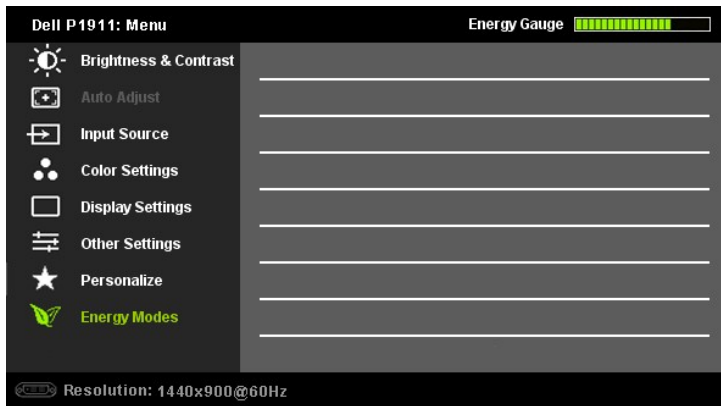 Dell P1911: Menu
Energy Gauge
Brightness & Contrast
Auto Adjust
Input Source
Color Settings
Display Settings
Other Settings
Personalize
Energy Modes
Resolution: 1440x900@60Hz